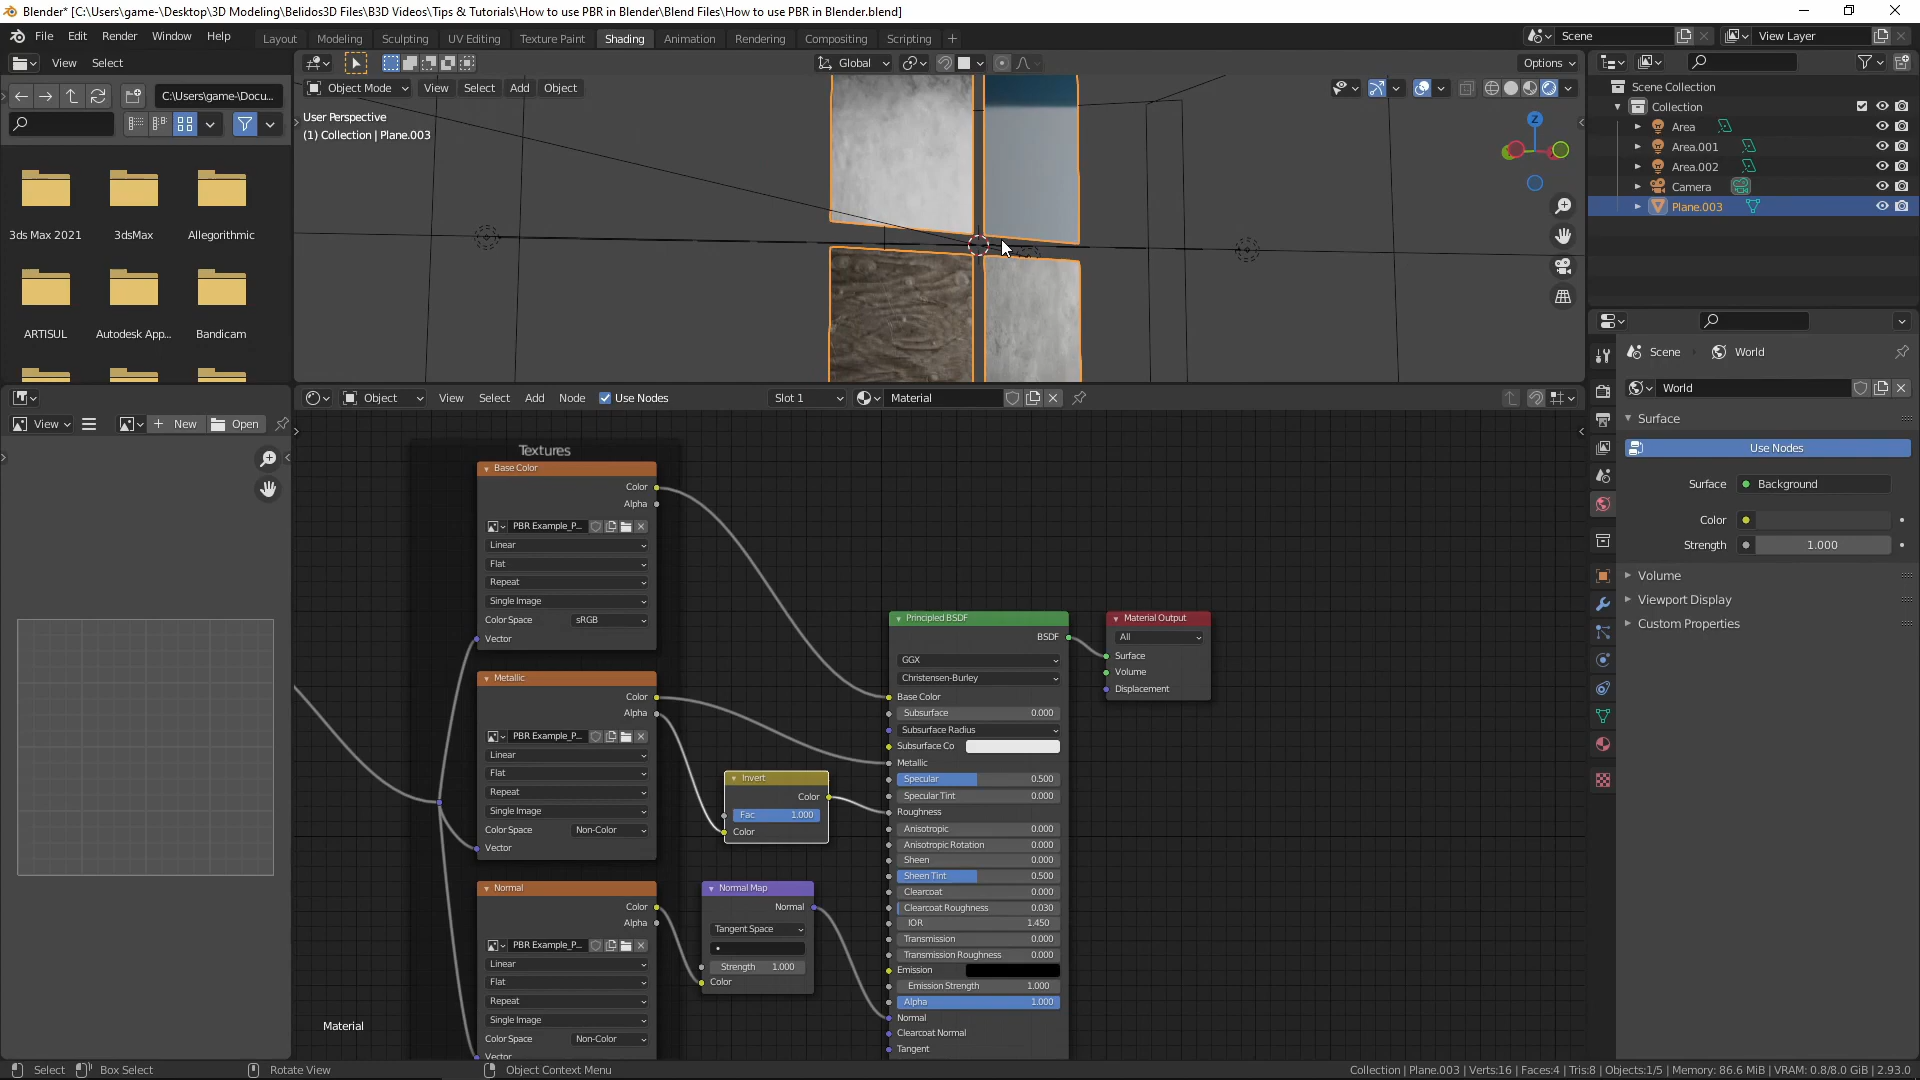 Blender* [C:\Users\game-\Desktop\3D Modeling\Belidos3D Files\B3D Videos\Tips & Tutorials\How to use PBR in Blender\Blend Files\How to use PBR in Blender.blend]
File Edit Render Window Help Layout Modeling Sculpting UV Editing Texture Paint Shading Animation Rendering Compositing Scripting + Scene View Layer
View Select Global Options
C:\Users\game-\Docu... Object Mode View Select Add Object
User Perspective
(1) Collection | Plane.003
Z
3ds Max 2021 3dsMax Allegorithmic
ARTISUL Autodesk App... Bandicam
Scene Collection
Collection
Area
Area.001
Area.002
Camera
Plane.003
Object View Select Add Node Use Nodes Slot 1 Material
View New Open
Textures
Base Color
Color
Alpha
PBR Example_P...
Linear
Flat
Repeat
Single Image
Color Space sRGB
Vector
Metallic
Color
Alpha
PBR Example_P...
Linear
Flat
Repeat
Single Image
Color Space Non-Color
Vector
Normal
Color
Alpha
PBR Example_P...
Linear
Flat
Repeat
Single Image
Color Space Non-Color
Vector
Invert
Color
Fac 1.000
Color
Normal Map
Normal
Tangent Space
Strength 1.000
Color
Principled BSDF
BSDF
GGX
Christensen-Burley
Base Color
Subsurface 0.000
Subsurface Radius
Subsurface Co
Metallic
Specular 0.500
Specular Tint 0.000
Roughness
Anisotropic 0.000
Anisotropic Rotation 0.000
Sheen 0.000
Sheen Tint 0.500
Clearcoat 0.000
Clearcoat Roughness 0.030
IOR 1.450
Transmission 0.000
Transmission Roughness 0.000
Emission
Emission Strength 1.000
Alpha 1.000
Normal
Clearcoat Normal
Tangent
Material Output
All
Surface
Volume
Displacement
Material
Scene World
World
Surface
Use Nodes
Surface Background
Color
Strength 1.000
Volume
Viewport Display
Custom Properties
Select Box Select Rotate View Object Context Menu Collection | Plane.003 | Verts:16 | Faces:4 | Tris:8 | Objects:1/5 | Memory: 86.6 MiB | VRAM: 0.8/8.0 GiB | 2.93.0